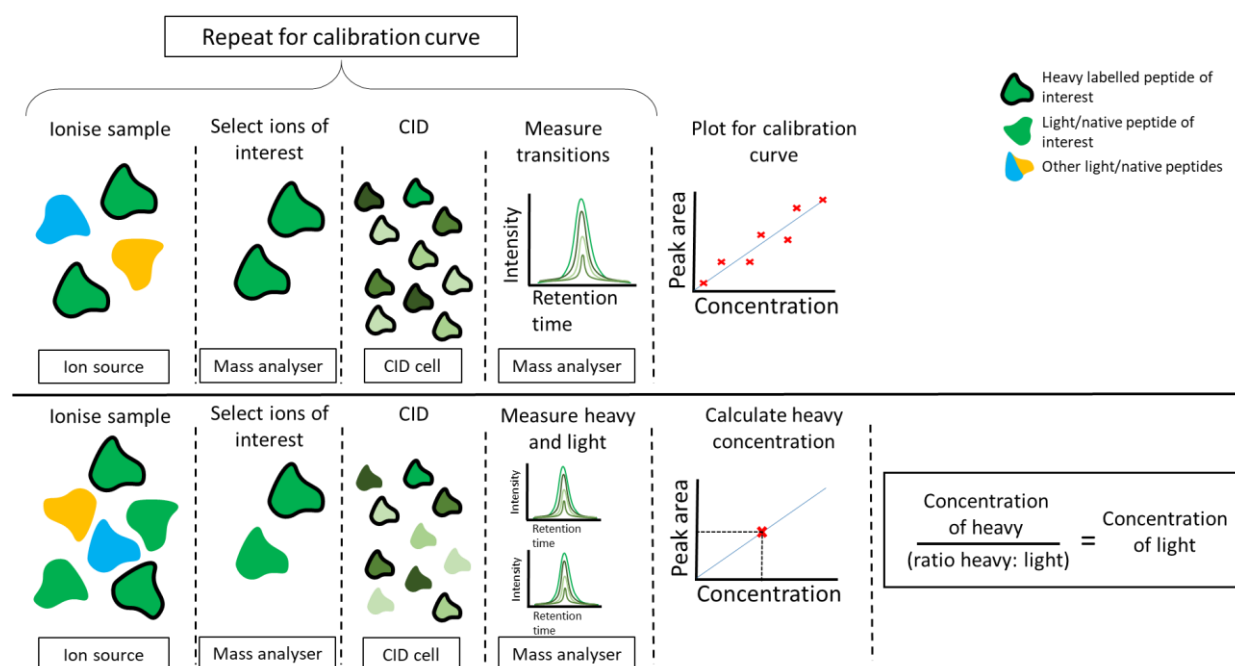 Repeat for calibration curve
Heavy labelled peptide of
interest
Light/native peptide of
interest
Other light/native peptides
Ionise sample
Select ions of
interest
CID
Measure
transitions
Plot for calibration
curve
Intensity
Retention
time
Peak area
Concentration
Ion source
Mass analyser
CID cell
Mass analyser
Ionise sample
Select ions of
interest
CID
Measure heavy
and light
Calculate heavy
concentration
Intensity
Retention
time
Intensity
Retention
time
Peak area
Concentration
Concentration
of heavy
(ratio heavy: light)
=
Concentration
of light
Ion source
Mass analyser
CID cell
Mass analyser